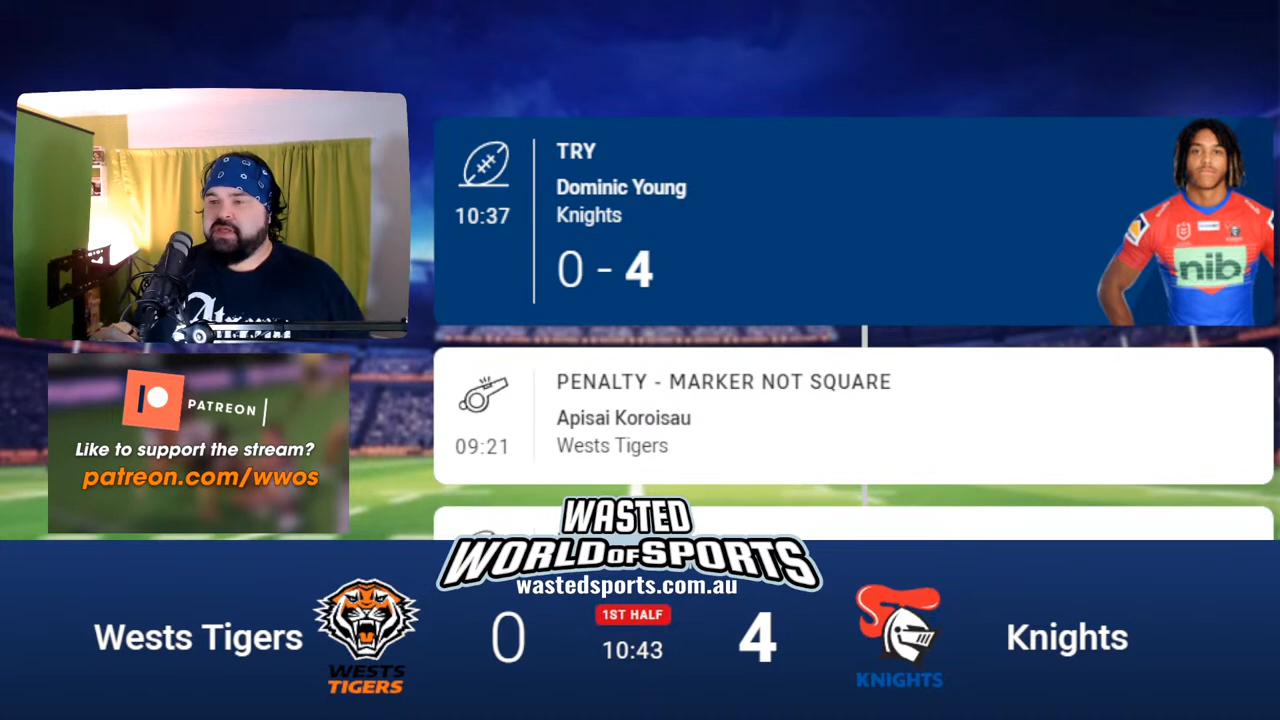 TRY
Dominic Young
10:37
Knights
0 - 4
nib
PENALTY - MARKER NOT SQUARE
Apisai Koroisau
09:21
Wests Tigers
PATREON
Like to support the stream?
patreon.com/wwos
WASTED
WORLD OF SPORTS
wastedsports.com.au
Wests Tigers
WESTS
TIGERS
0
1ST HALF
10:43
4
KNIGHTS
Knights